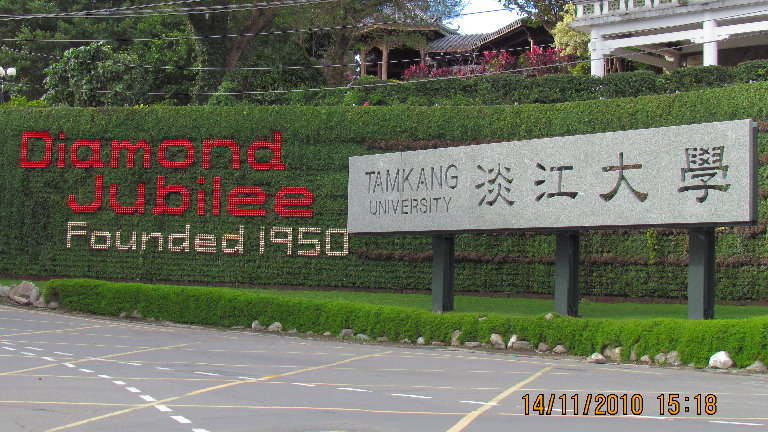 Diamond
Jubilee
Founded 1950
TAMKANG
UNIVERSITY
淡江大學
14/11/2010 15:18